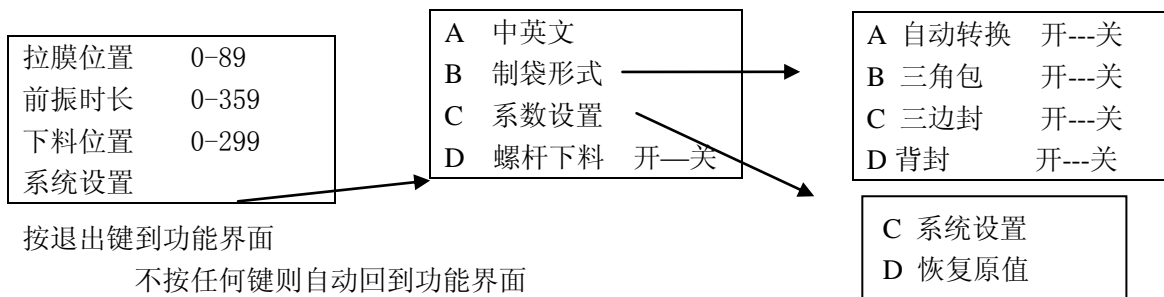 拉膜位置 0-89
前振时长 0-359
下料位置 0-299
系统设置
A 中英文
B 制袋形式
C 系数设置
D 螺杆下料 开—关
A 自动转换 开---关
B 三角包 开---关
C 三边封 开---关
D 背封 开---关
C 系统设置
D 恢复原值
按退出键到功能界面
不按任何键则自动回到功能界面